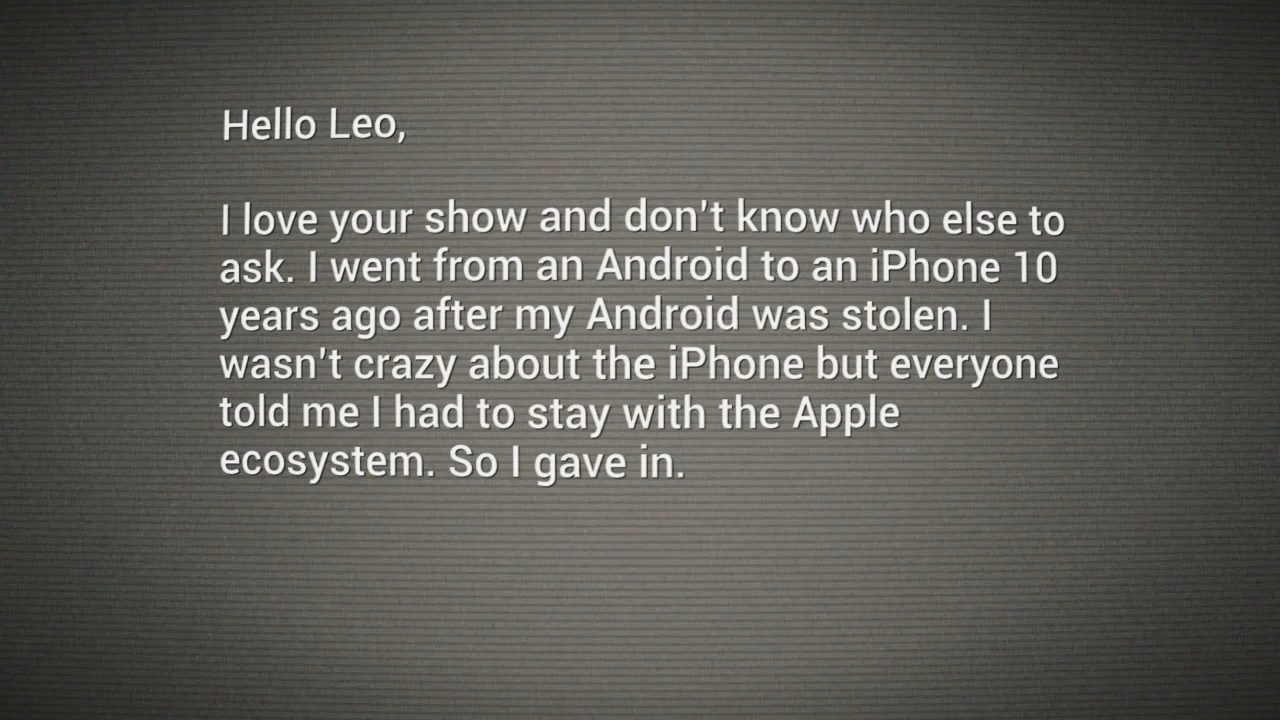 Hello Leo,
I love your show and don't know who else to
ask. I went from an Android to an iPhone 10
years ago after my Android was stolen. I
wasn't crazy about the iPhone but everyone
told me I had to stay with the Apple
ecosystem. So I gave in.